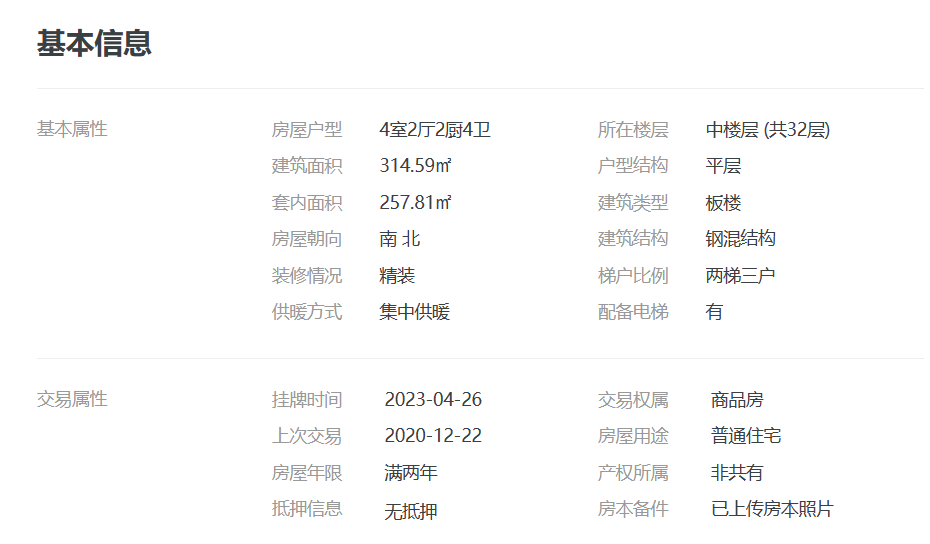 基本信息
基本属性 房屋户型 4室2厅2厨4卫 所在楼层 中楼层 (共32层)
建筑面积 314.59㎡ 户型结构 平层
套内面积 257.81㎡ 建筑类型 板楼
房屋朝向 南 北 建筑结构 钢混结构
装修情况 精装 梯户比例 两梯三户
供暖方式 集中供暖 配备电梯 有
交易属性 挂牌时间 2023-04-26 交易权属 商品房
上次交易 2020-12-22 房屋用途 普通住宅
房屋年限 满两年 产权所属 非共有
抵押信息 无抵押 房本备件 已上传房本照片